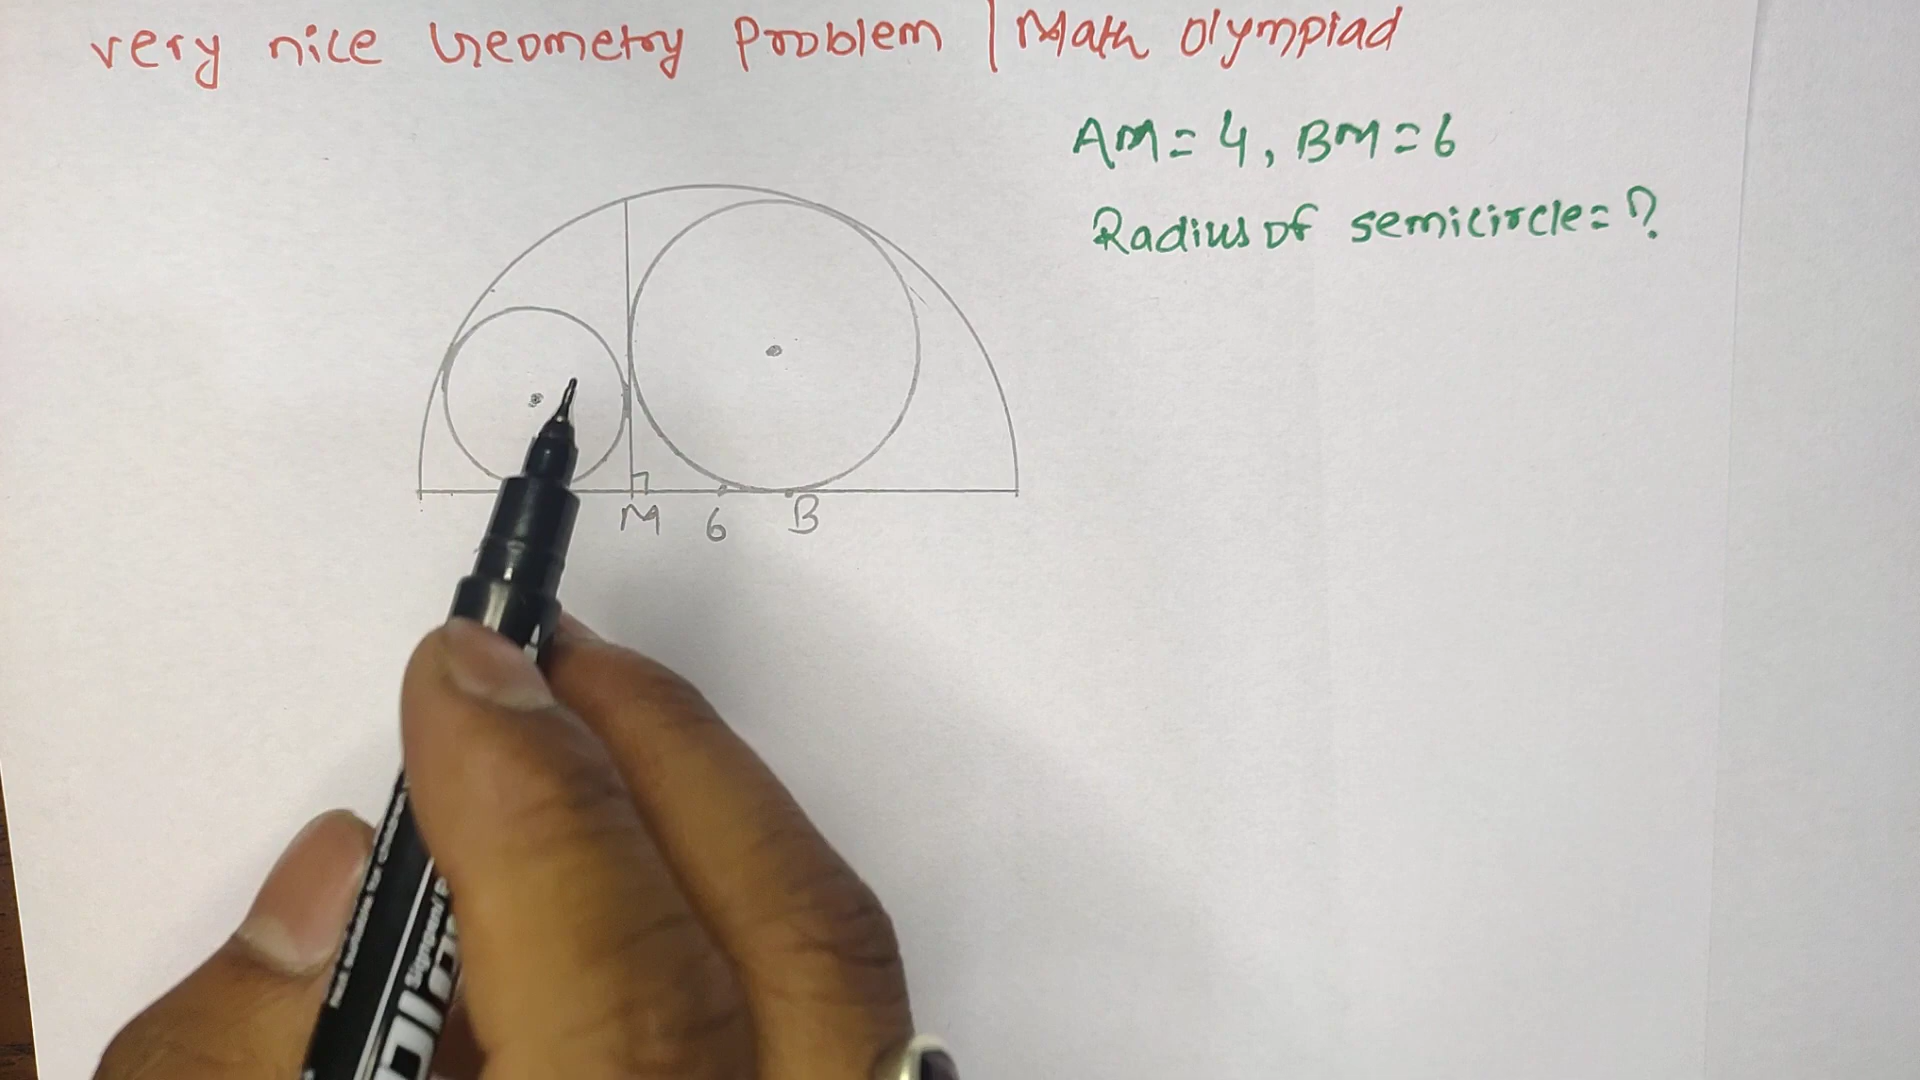 very nice Geometry Problem | Math Olympiad
AM = 4, BM = 6
Radius of semicircle = ?
M 6 B